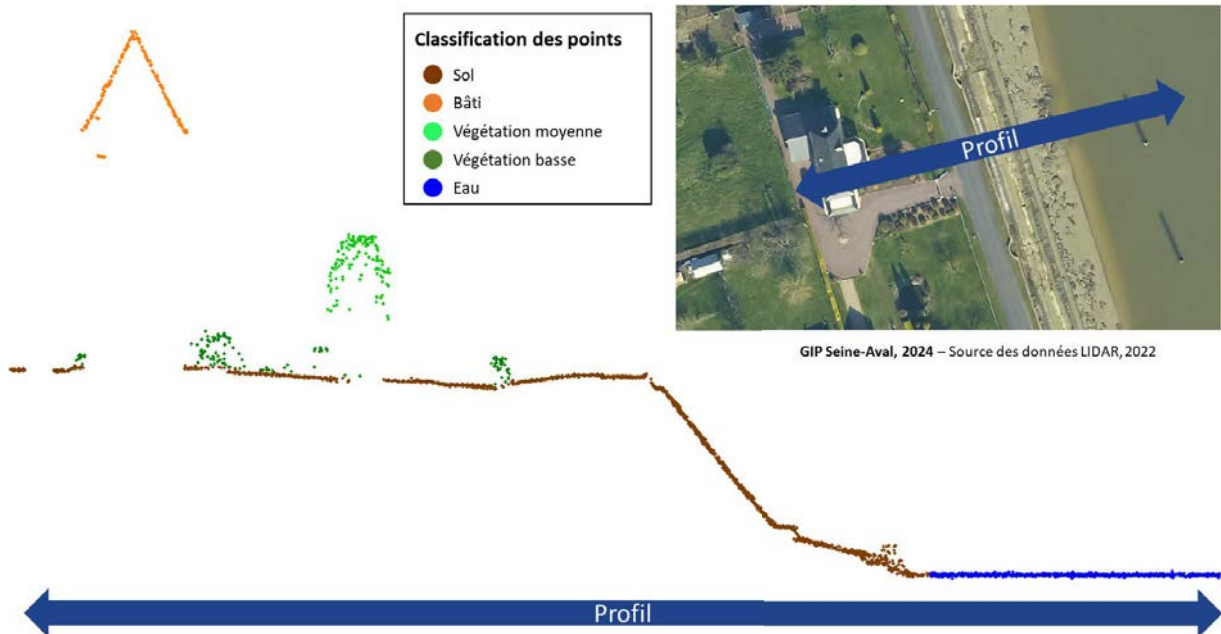 Classification des points
Sol
Bâti
Végétation moyenne
Végétation basse
Eau
Profil
GIP Seine-Aval, 2024 – Source des données LIDAR, 2022
Profil